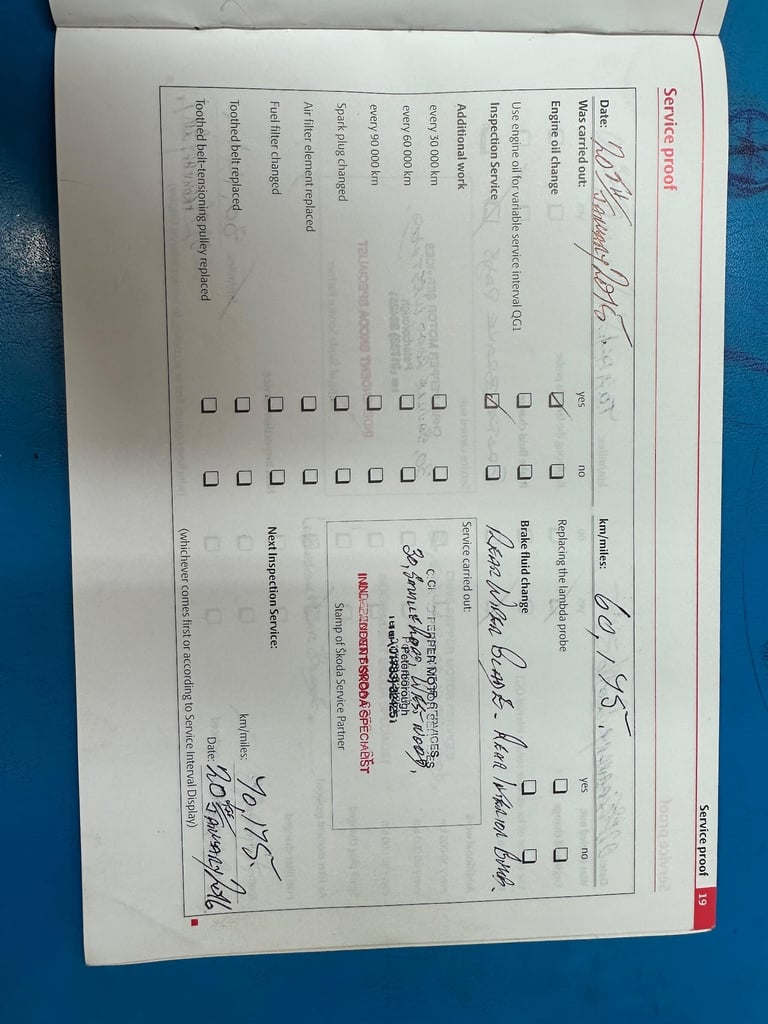 Service proof 19
Service proof
Date: 20TH January 2015 km/miles: 60,175.
Was carried out: yes no yes no
Engine oil change Replacing the lambda probe
Use engine oil for variable service interval QG1 Brake fluid change
Inspection Service REAR WIPER BLADE - REAR INTERIOR BULB.
Additional work Service carried out:
every 30 000 km
every 60 000 km
every 90 000 km
PEPPER MOTOR SERVICES
Peterborough
WESTWOOD,
INDEPENDENT SKODA SPECIALIST
Spark plug changed Stamp of Škoda Service Partner
Air filter element replaced
Fuel filter changed Next Inspection Service:
Toothed belt replaced km/miles: 70,175.
Toothed belt-tensioning pulley replaced Date: JANUARY 2016
(whichever comes first or according to Service Interval Display)